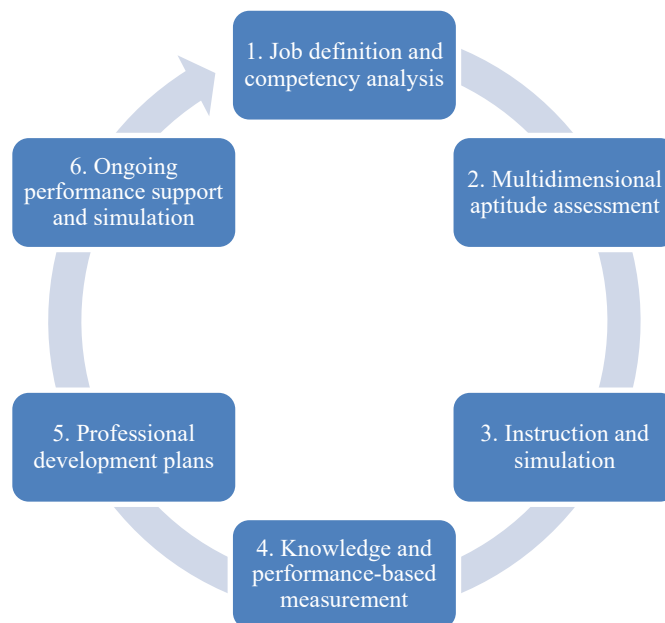 1. Job definition and
competency analysis
2. Multidimensional
aptitude assessment
3. Instruction and
simulation
4. Knowledge and
performance-based
measurement
5. Professional
development plans
6. Ongoing
performance support
and simulation